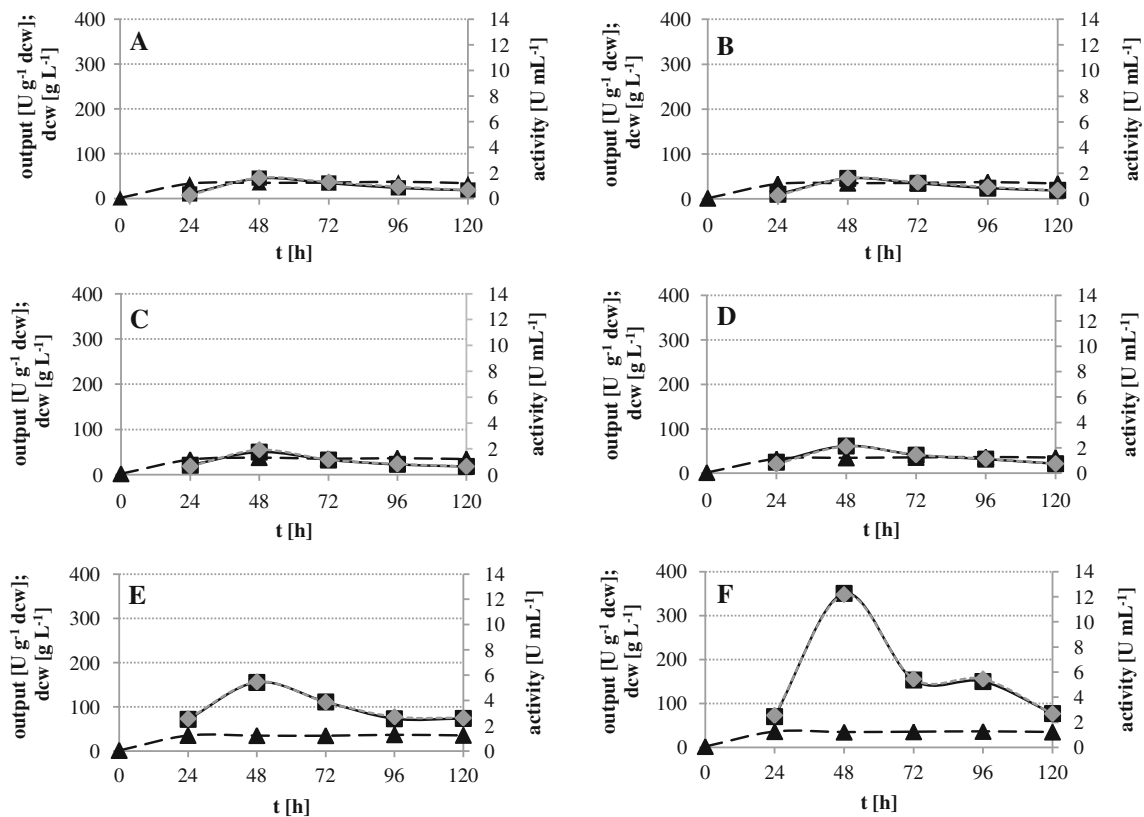 A
output [U g⁻¹ dcw];
dcw [g L⁻¹]
400
300
200
100
0
14
12
10
8
6
4
2
0
activity [U mL⁻¹]
0 24 48 72 96 120
t [h]
B
output [U g⁻¹ dcw];
dcw [g L⁻¹]
400
300
200
100
0
14
12
10
8
6
4
2
0
activity [U mL⁻¹]
0 24 48 72 96 120
t [h]
C
output [U g⁻¹ dcw];
dcw [g L⁻¹]
400
300
200
100
0
14
12
10
8
6
4
2
0
activity [U mL⁻¹]
0 24 48 72 96 120
t [h]
D
output [U g⁻¹ dcw];
dcw [g L⁻¹]
400
300
200
100
0
14
12
10
8
6
4
2
0
activity [U mL⁻¹]
0 24 48 72 96 120
t [h]
E
output [U g⁻¹ dcw];
dcw [g L⁻¹]
400
300
200
100
0
14
12
10
8
6
4
2
0
activity [U mL⁻¹]
0 24 48 72 96 120
t [h]
F
output [U g⁻¹ dcw];
dcw [g L⁻¹]
400
300
200
100
0
14
12
10
8
6
4
2
0
activity [U mL⁻¹]
0 24 48 72 96 120
t [h]